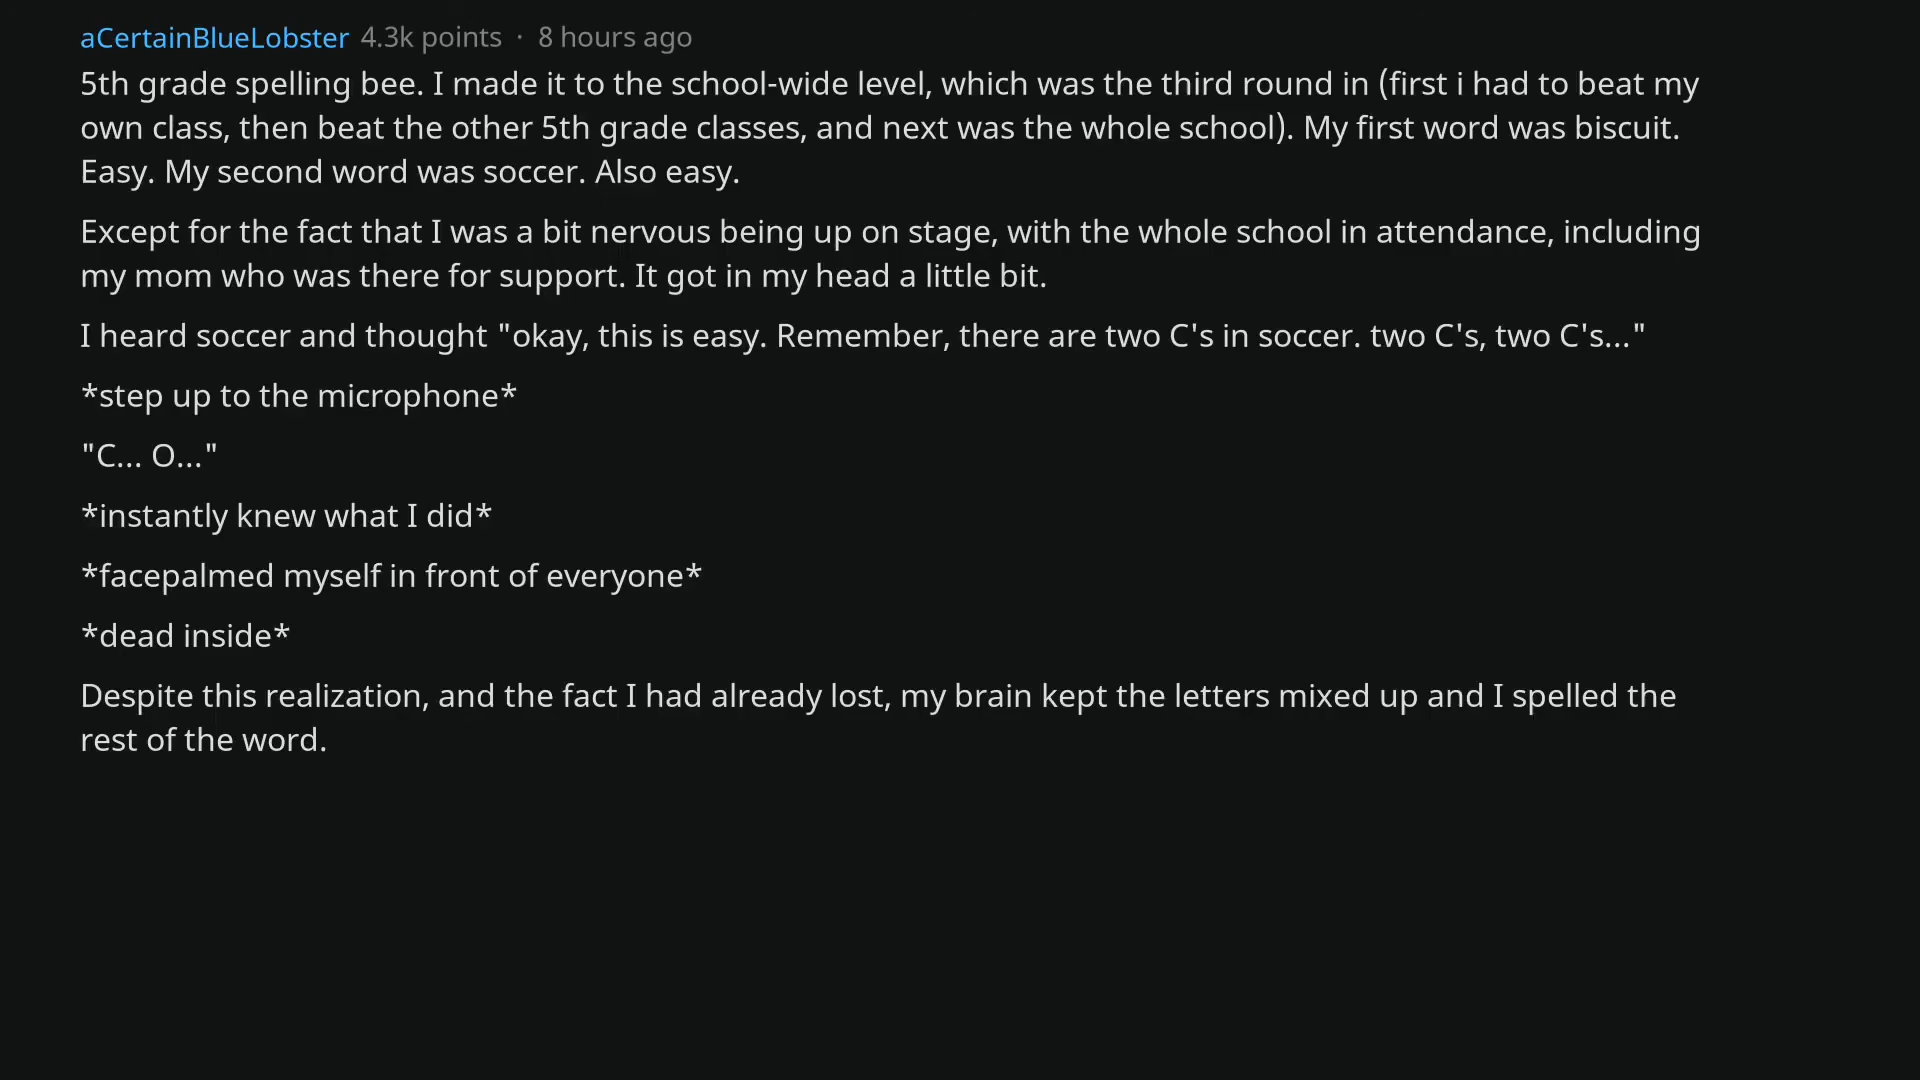 aCertainBlueLobster 4.3k points · 8 hours ago
5th grade spelling bee. I made it to the school-wide level, which was the third round in (first i had to beat my
own class, then beat the other 5th grade classes, and next was the whole school). My first word was biscuit.
Easy. My second word was soccer. Also easy.
Except for the fact that I was a bit nervous being up on stage, with the whole school in attendance, including
my mom who was there for support. It got in my head a little bit.
I heard soccer and thought "okay, this is easy. Remember, there are two C's in soccer. two C's, two C's..."
*step up to the microphone*
"C... O..."
*instantly knew what I did*
*facepalmed myself in front of everyone*
*dead inside*
Despite this realization, and the fact I had already lost, my brain kept the letters mixed up and I spelled the
rest of the word.